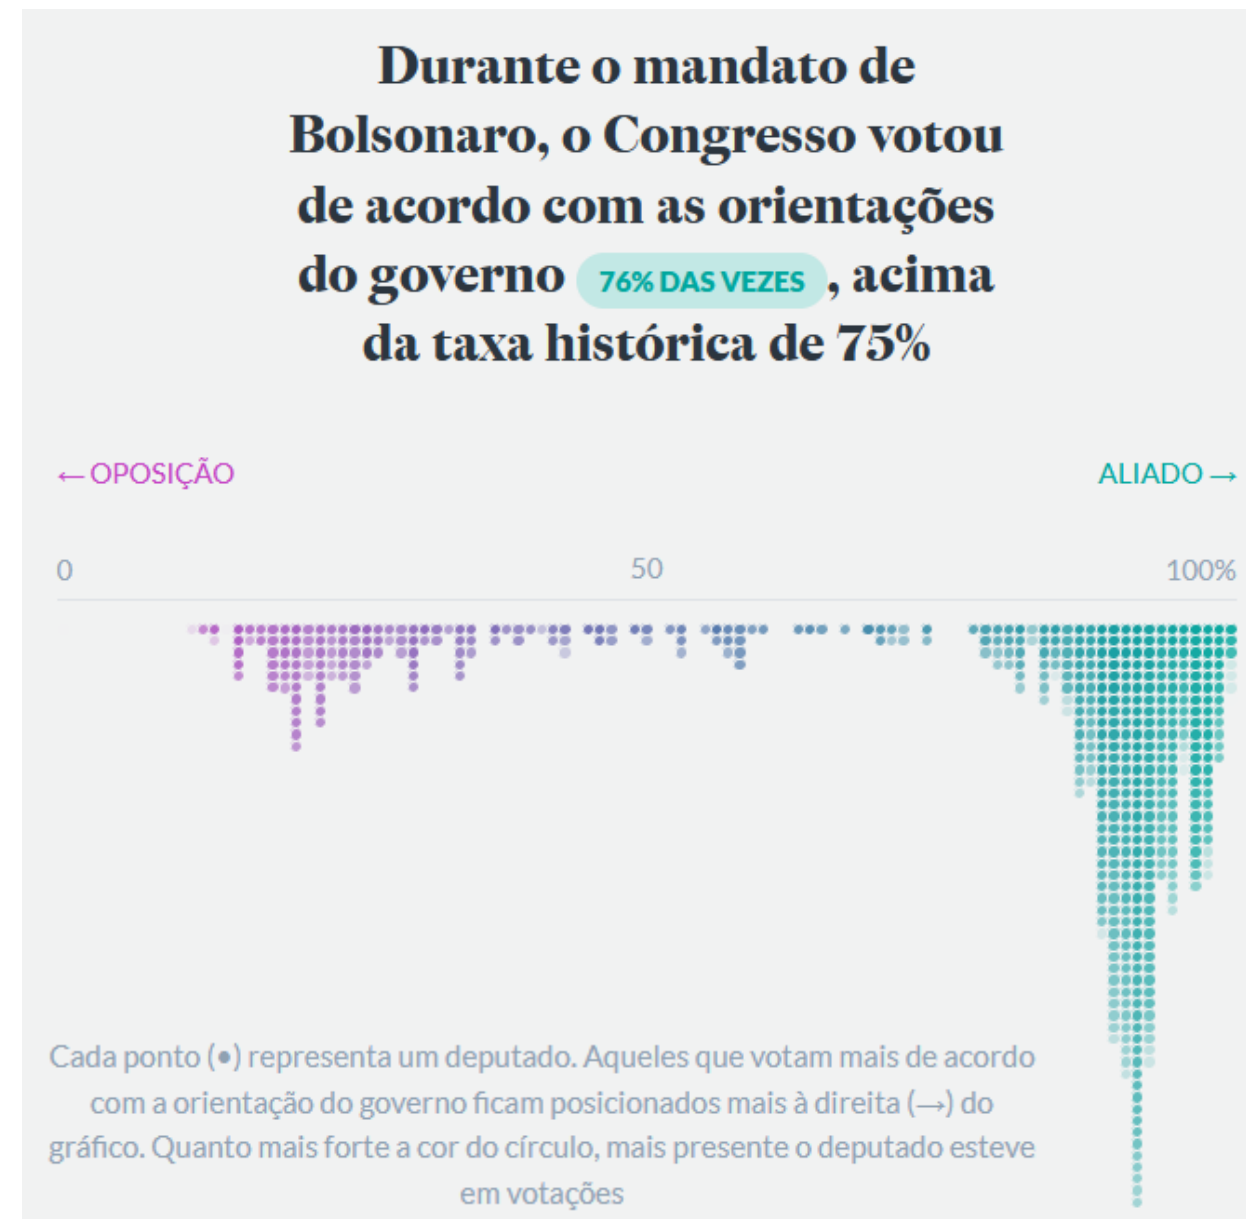 Durante o mandato de
Bolsonaro, o Congresso votou
de acordo com as orientações
do governo 76% DAS VEZES , acima
da taxa histórica de 75%
← OPOSIÇÃO ALIADO →
0 50 100%
Cada ponto (●) representa um deputado. Aqueles que votam mais de acordo
com a orientação do governo ficam posicionados mais à direita (→) do
gráfico. Quanto mais forte a cor do círculo, mais presente o deputado esteve
em votações